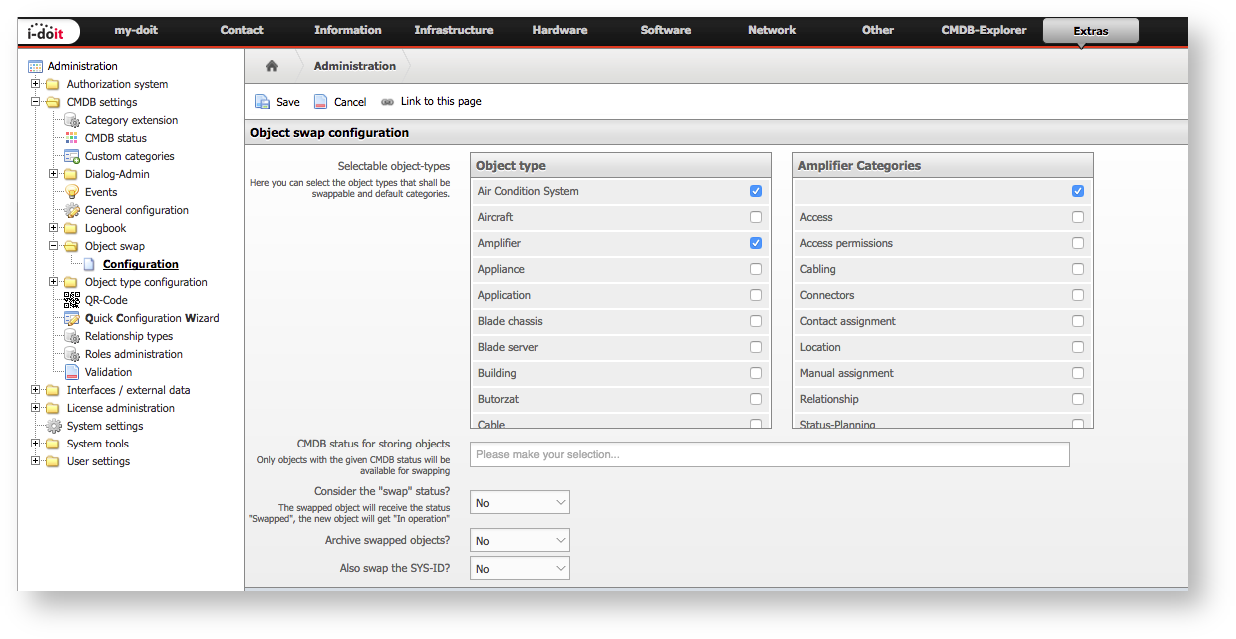 i-doit
my-doit Contact Information Infrastructure Hardware Software Network Other CMDB-Explorer Extras
Administration
Authorization system
CMDB settings
Category extension
CMDB status
Custom categories
Dialog-Admin
Events
General configuration
Logbook
Object swap
Configuration
Object type configuration
QR-Code
Quick Configuration Wizard
Relationship types
Roles administration
Validation
Interfaces / external data
License administration
System settings
System tools
User settings
Administration
Save Cancel Link to this page
Object swap configuration
Selectable object-types
Here you can select the object types that shall be
swappable and default categories.
Object type
Air Condition System
Aircraft
Amplifier
Appliance
Application
Blade chassis
Blade server
Building
Butorzat
Cable
Amplifier Categories
Access
Access permissions
Cabling
Connectors
Contact assignment
Location
Manual assignment
Relationship
Status-Planning
CMDB status for storing objects
Only objects with the given CMDB status will be
available for swapping
Please make your selection...
Consider the "swap" status?
The swapped object will receive the status
"Swapped", the new object will get "In operation"
No
Archive swapped objects?
No
Also swap the SYS-ID?
No